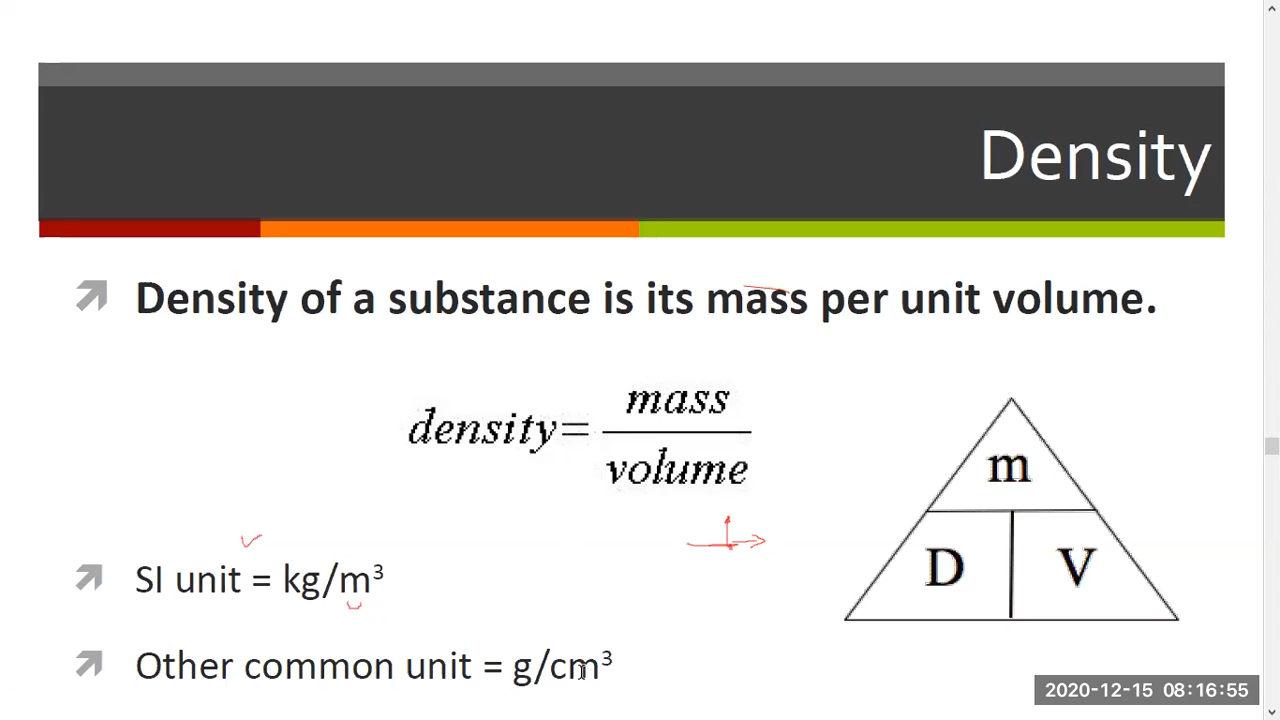 Density
Density of a substance is its mass per unit volume.
density= mass
volume
m
D V
SI unit = kg/m³
Other common unit = g/cm³
2020-12-15 08:16:55